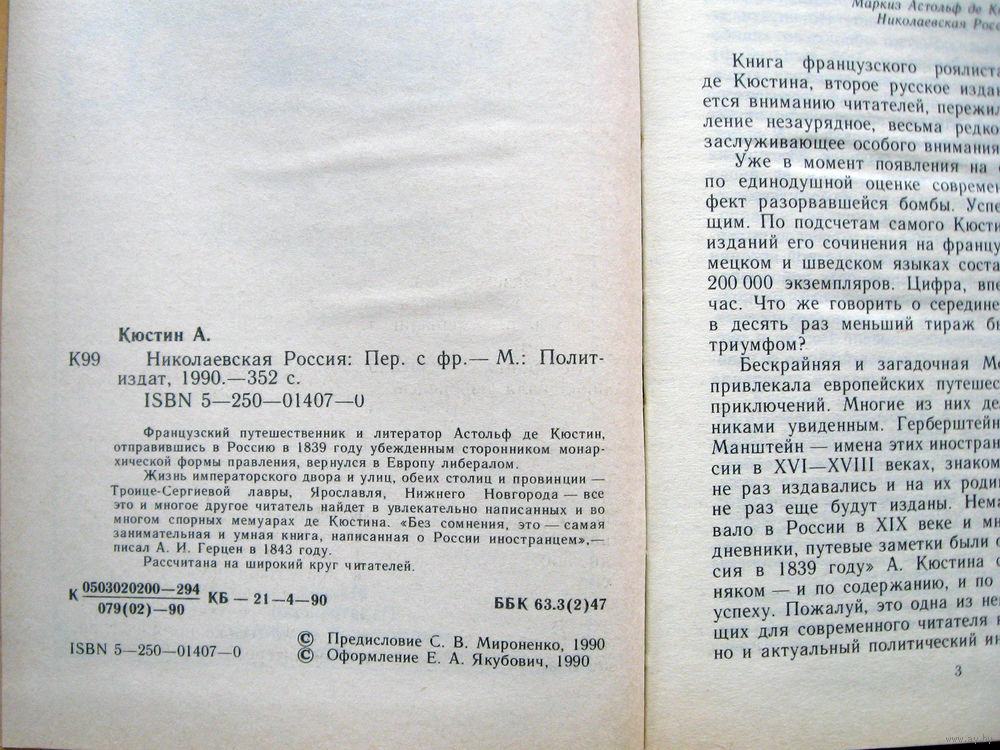 Кюстин А.
К99 Николаевская Россия: Пер. с фр.— М.: Полит-
издат, 1990.—352 с.
ISBN 5—250—01407—0
Французский путешественник и литератор Астольф де Кюстин,
отправившись в Россию в 1839 году убежденным сторонником монар-
хической формы правления, вернулся в Европу либералом.
Жизнь императорского двора и улиц, обеих столиц и провинции —
Троице-Сергиевой лавры, Ярославля, Нижнего Новгорода — все
это и многое другое читатель найдет в увлекательно написанных и во
многом спорных мемуарах де Кюстина. «Без сомнения, это — самая
занимательная и умная книга, написанная о России иностранцем»,—
писал А. И. Герцен в 1843 году.
Рассчитана на широкий круг читателей.
К 0503020200—294 КБ — 21—4—90
079(02)—90
ББК 63.3(2)47
ISBN 5—250—01407—0
© Предисловие С. В. Мироненко, 1990
© Оформление Е. А. Якубович, 1990
Маркиз Астольф де К
Николаевская Росс
Книга французского роялиста
де Кюстина, второе русское издан
ется вниманию читателей, пережил
ление незаурядное, весьма редко
заслуживающее особого внимания
Уже в момент появления на с
по единодушной оценке современ
фект разорвавшейся бомбы. Успе
щим. По подсчетам самого Кюсти
изданий его сочинения на францу
мецком и шведском языках соста
200 000 экземпляров. Цифра, впе
час. Что же говорить о середине
в десять раз меньший тираж бы
триумфом?
Бескрайняя и загадочная Мо
привлекала европейских путешес
приключений. Многие из них дел
никами увиденным. Герберштейн
Манштейн — имена этих иностран
сии в XVI—XVIII веках, знаком
не раз издавались и на их родин
не раз еще будут изданы. Нема
вало в России в XIX веке и мн
дневники, путевые заметки были о
сия в 1839 году» А. Кюстина с
няком — и по содержанию, и по
успеху. Пожалуй, это одна из не
щих для современного читателя к
но и актуальный политический ин
3
www.ay.by